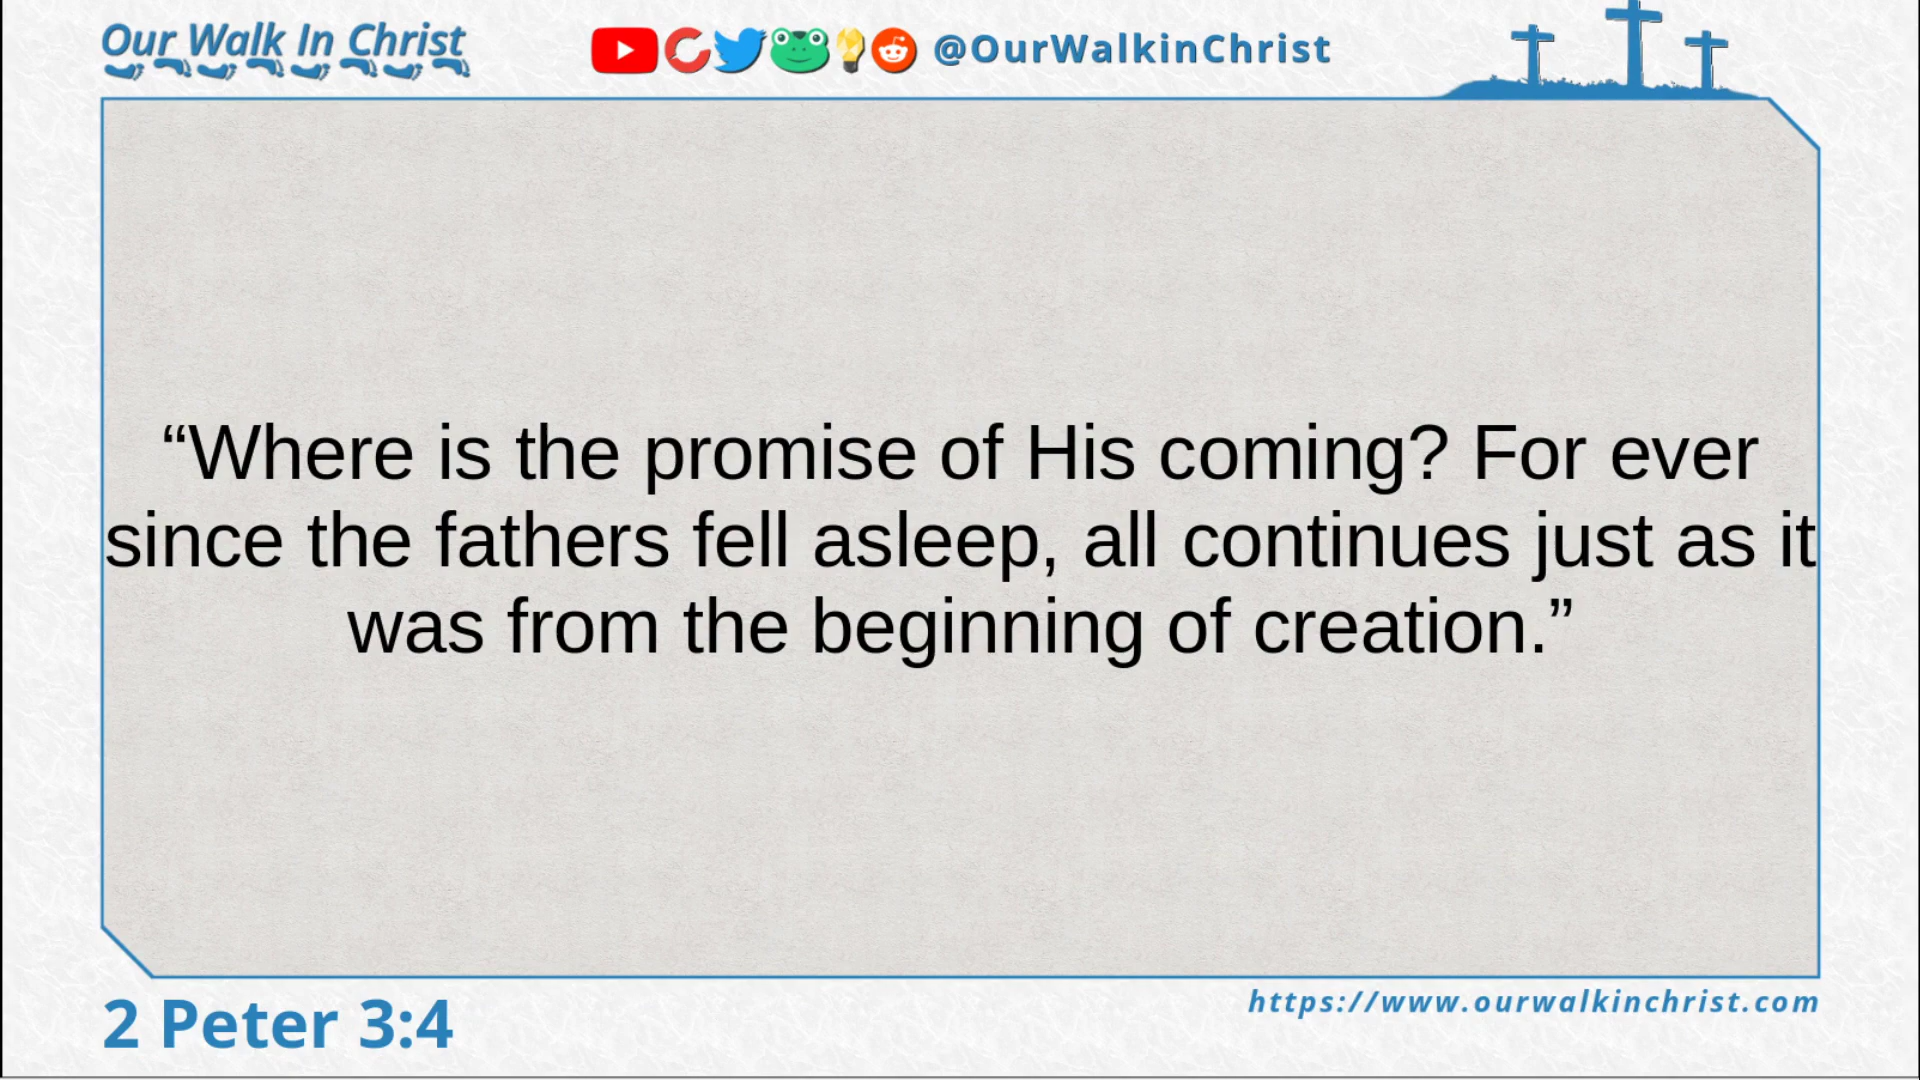 Our Walk In Christ
@OurWalkinChrist
“Where is the promise of His coming? For ever
since the fathers fell asleep, all continues just as it
was from the beginning of creation.”
2 Peter 3:4
https://www.ourwalkinchrist.com